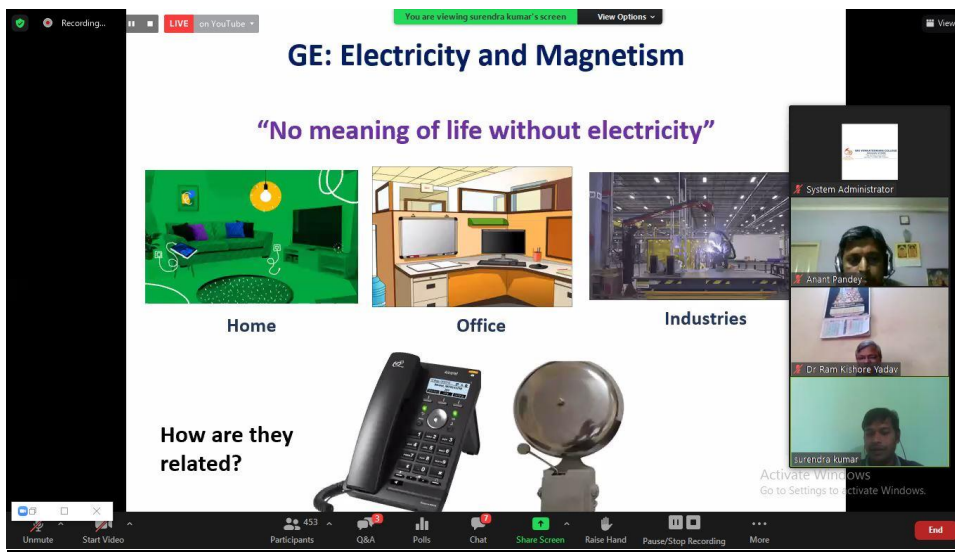 Recording...
LIVE on YouTube
You are viewing surendra kumar's screen
View Options
View
GE: Electricity and Magnetism
“No meaning of life without electricity”
Home
Office
Industries
How are they
related?
System Administrator
Anant Pandey
Dr Ram Kishore Yadav
surendra kumar
Activate Windows
Go to Settings to activate Windows.
Unmute
Start Video
453
Participants
3
Q&A
Polls
7
Chat
Share Screen
Raise Hand
Pause/Stop Recording
More
End